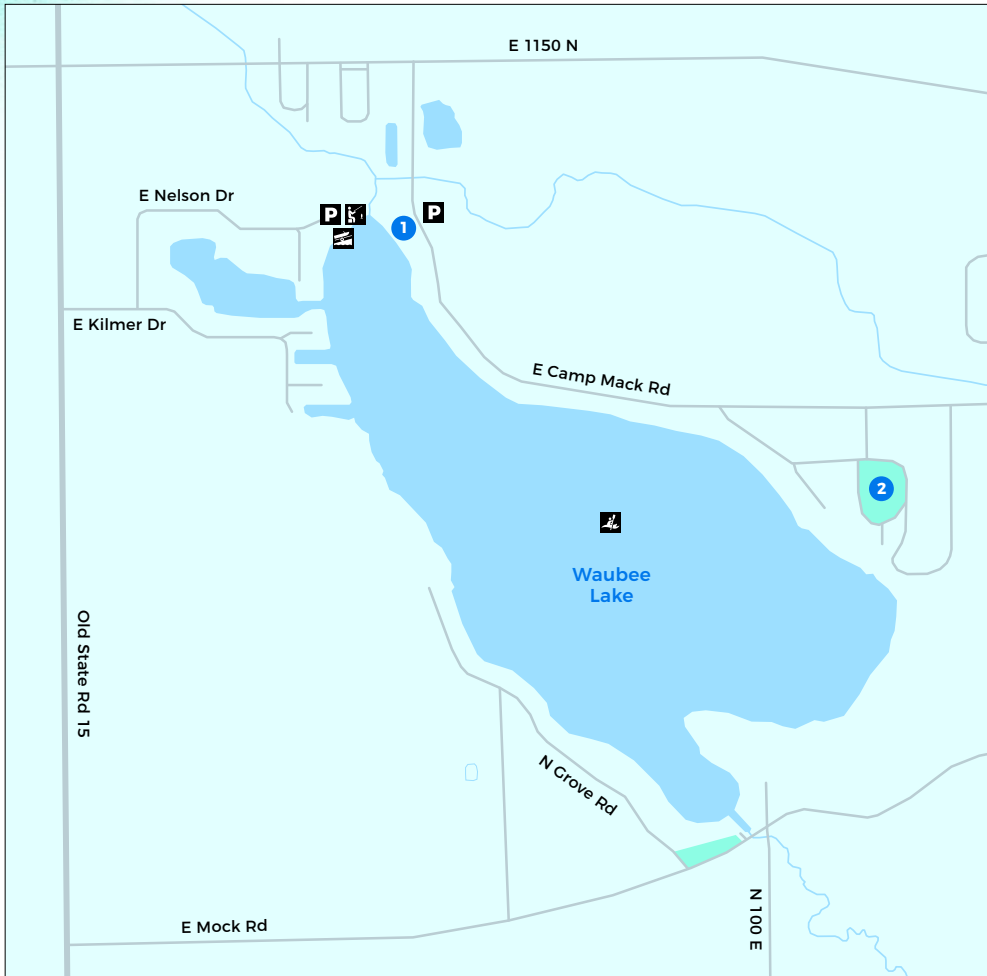 E 1150 N
E Nelson Dr
P
P
1
E Kilmer Dr
E Camp Mack Rd
2
Waubee
Lake
Old State Rd 15
N Grove Rd
N 100 E
E Mock Rd